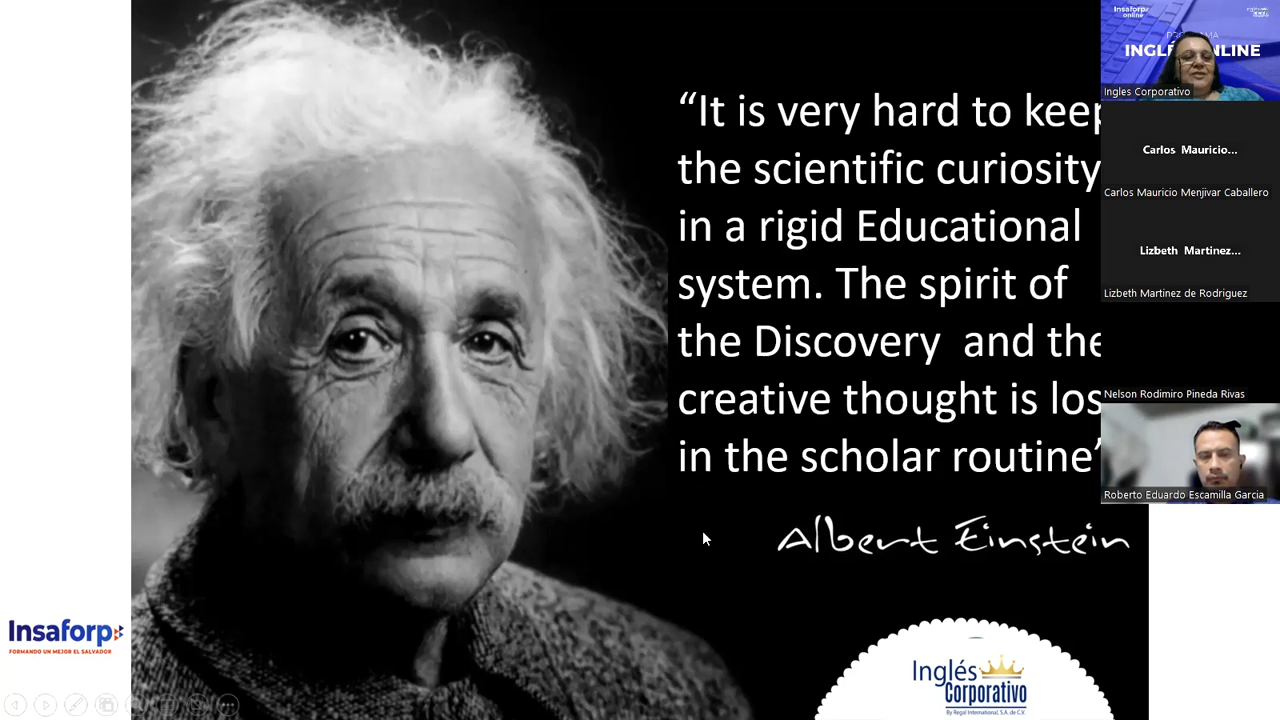 “It is very hard to keep
the scientific curiosity
in a rigid Educational
system. The spirit of
the Discovery  and the
creative thought is los
in the scholar routine”
Albert Einstein
Insaforp
FORMANDO UN MEJOR EL SALVADOR
Inglés
Corporativo
By Regal International, S.A. de C.V.
Insaforp
online
INGLÉS ONLINE
Ingles Corporativo
Carlos Mauricio...
Carlos Mauricio Menjivar Caballero
Lizbeth Martinez...
Lizbeth Martinez de Rodriguez
Nelson Rodimiro Pineda Rivas
Roberto Eduardo Escamilla Garcia